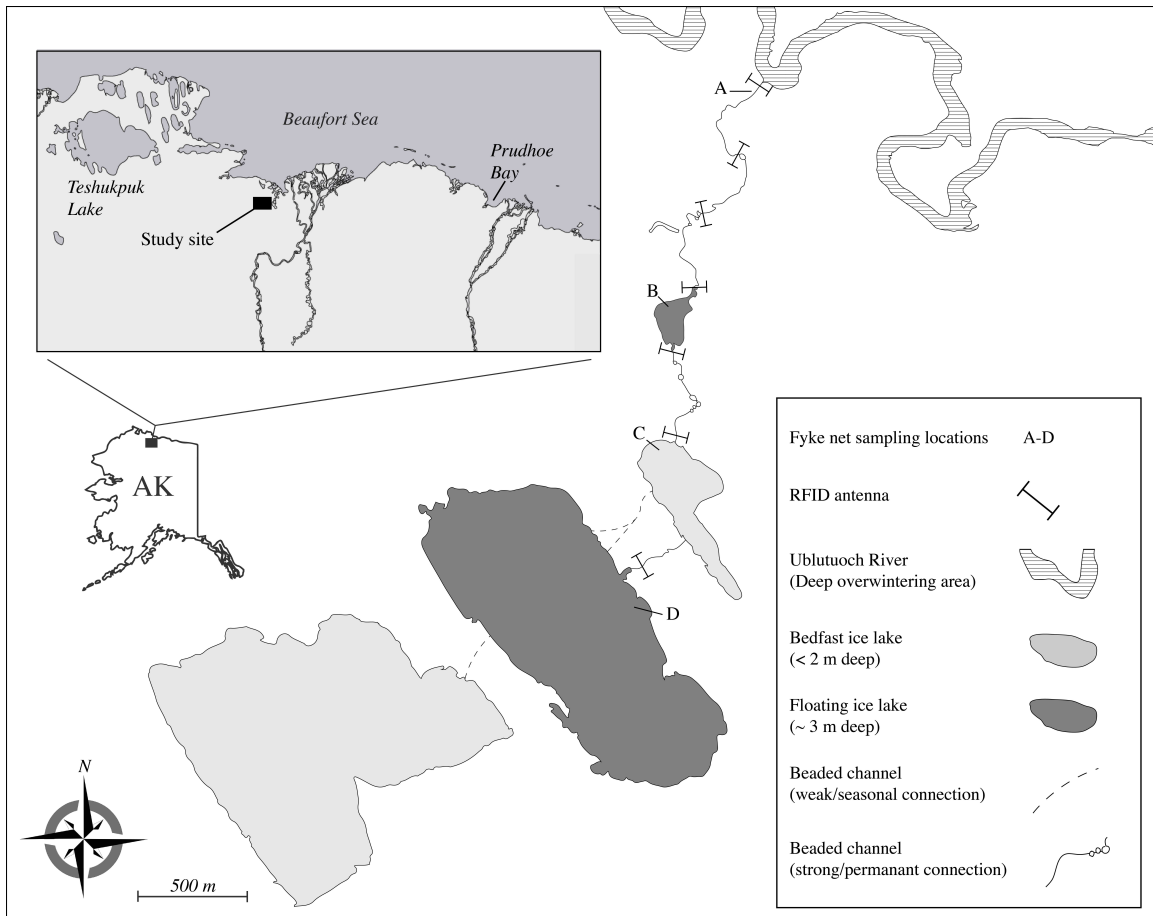 Beaufort Sea
Prudhoe
Bay
Teshukpuk
Lake
Study site
AK
A
B
C
D
Fyke net sampling locations A-D
RFID antenna
Ublutuoch River
(Deep overwintering area)
Bedfast ice lake
(< 2 m deep)
Floating ice lake
(~ 3 m deep)
Beaded channel
(weak/seasonal connection)
Beaded channel
(strong/permanant connection)
N
500 m